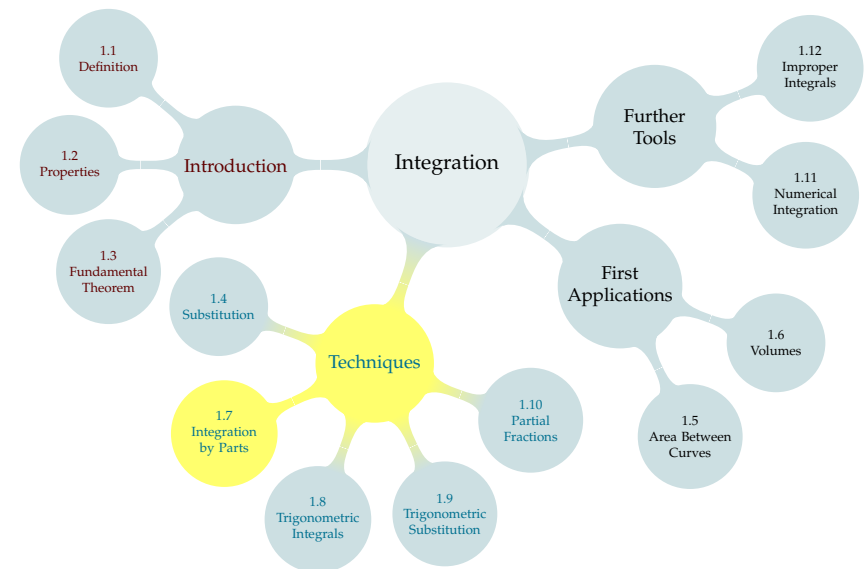 Integration
Introduction
1.1
Definition
1.2
Properties
1.3
Fundamental
Theorem
Techniques
1.4
Substitution
1.7
Integration
by Parts
1.8
Trigonometric
Integrals
1.9
Trigonometric
Substitution
1.10
Partial
Fractions
First
Applications
1.5
Area Between
Curves
1.6
Volumes
Further
Tools
1.11
Numerical
Integration
1.12
Improper
Integrals